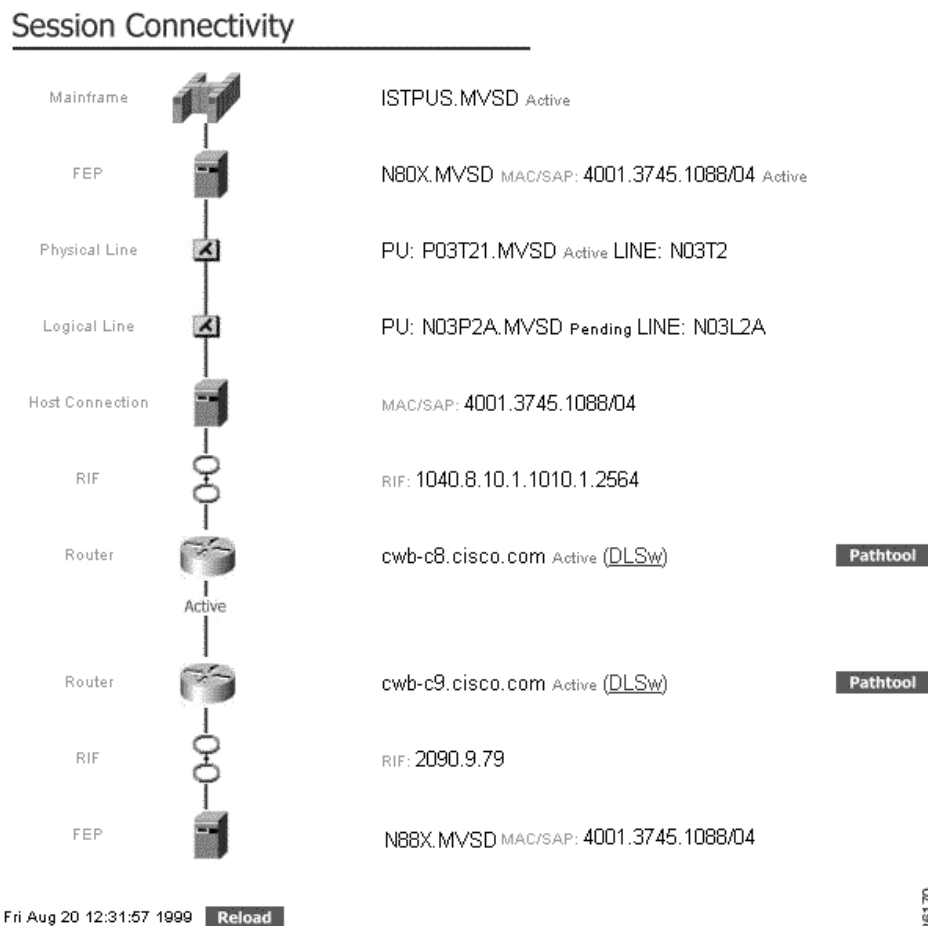 Session Connectivity
Mainframe ISTPUS.MVSD Active
FEP N80X.MVSD MAC/SAP: 4001.3745.1088/04 Active
Physical Line PU: P03T21.MVSD Active LINE: N03T2
Logical Line PU: N03P2A.MVSD Pending LINE: N03L2A
Host Connection MAC/SAP: 4001.3745.1088/04
RIF RIF: 1040.8.10.1.1010.1.2564
Router cwb-c8.cisco.com Active (DLSw) Pathtool
Active
Router cwb-c9.cisco.com Active (DLSw) Pathtool
RIF RIF: 2090.9.79
FEP N88X.MVSD MAC/SAP: 4001.3745.1088/04
Fri Aug 20 12:31:57 1999 Reload